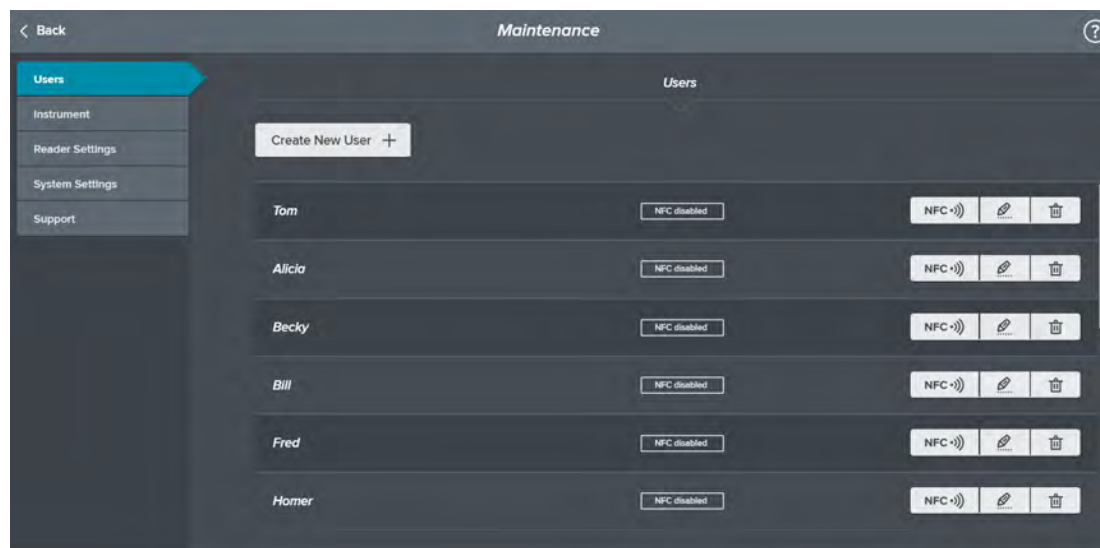 Back
Maintenance
?
Users
Instrument
Reader Settings
System Settings
Support
Users
Create New User +
Tom NFC disabled NFC
Alicia NFC disabled NFC
Becky NFC disabled NFC
Bill NFC disabled NFC
Fred NFC disabled NFC
Homer NFC disabled NFC